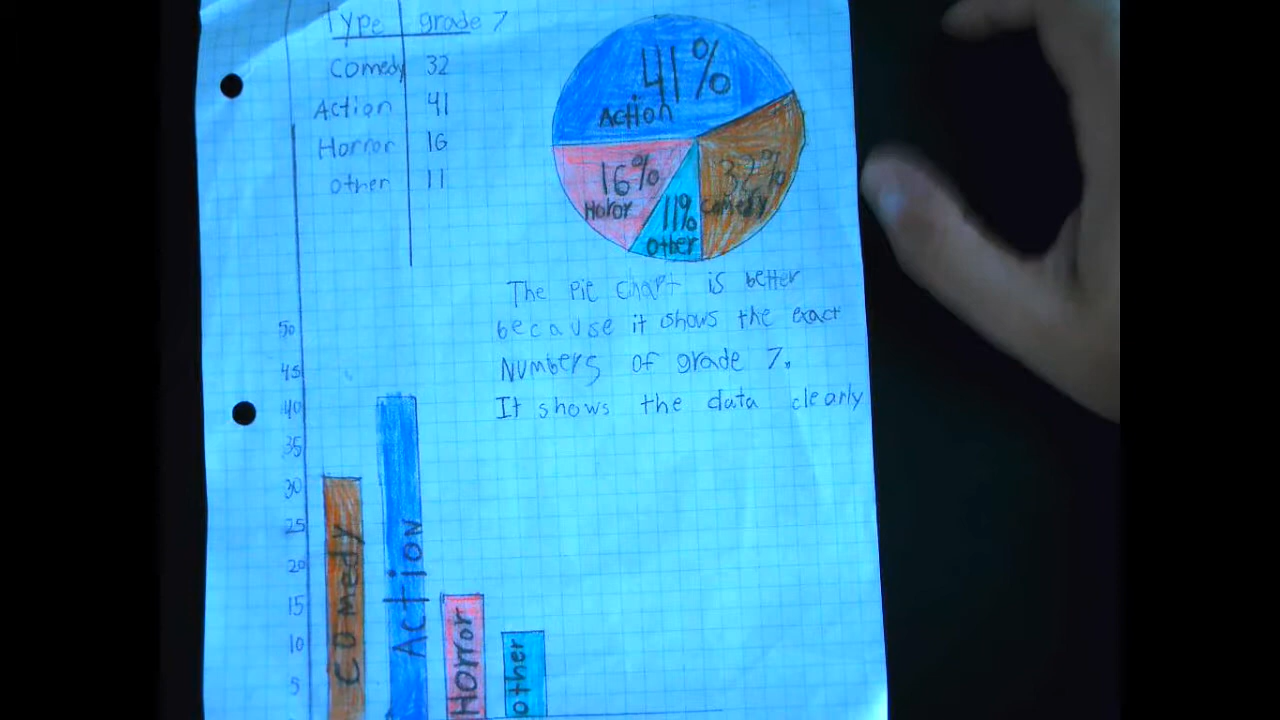 Type grade 7
Comedy 32
Action 41
Horror 16
other 11
41%
Action
16%
Horor
11%
Other
32%
Comedy
The Pie Chart is better
because it shows the exact
Numbers of grade 7.
It shows the data clearly
50
45
40
35
30
25
20
15
10
5
Comedy
Action
Horror
other